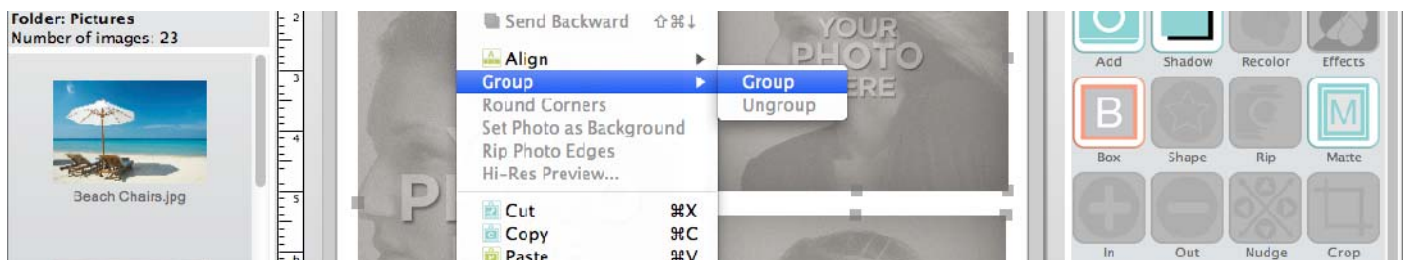 Folder: Pictures
Number of images: 23
Beach Chairs.jpg
2
3
4
5
6
Send Backward ⇧⌘↓
Align
Group
Round Corners
Set Photo as Background
Rip Photo Edges
Hi-Res Preview...
Cut ⌘X
Copy ⌘C
Paste ⌘V
Group
Ungroup
YOUR
PHOTO
ERE
P
Add Shadow Recolor Effects
B M
Box Shape Rip Matte
In Out Nudge Crop